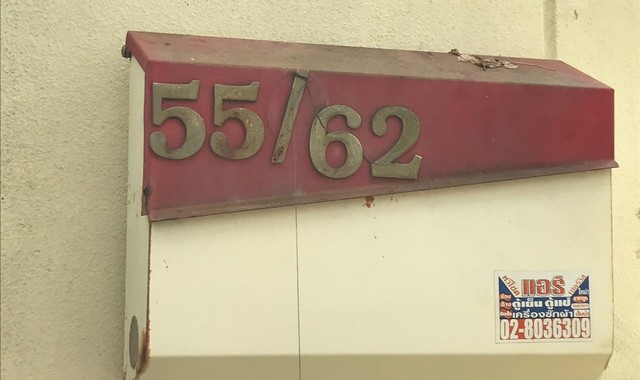 55/62
แอร์
ตู้เย็น ตู้แช่
เครื่องซักผ้า
02-8036309